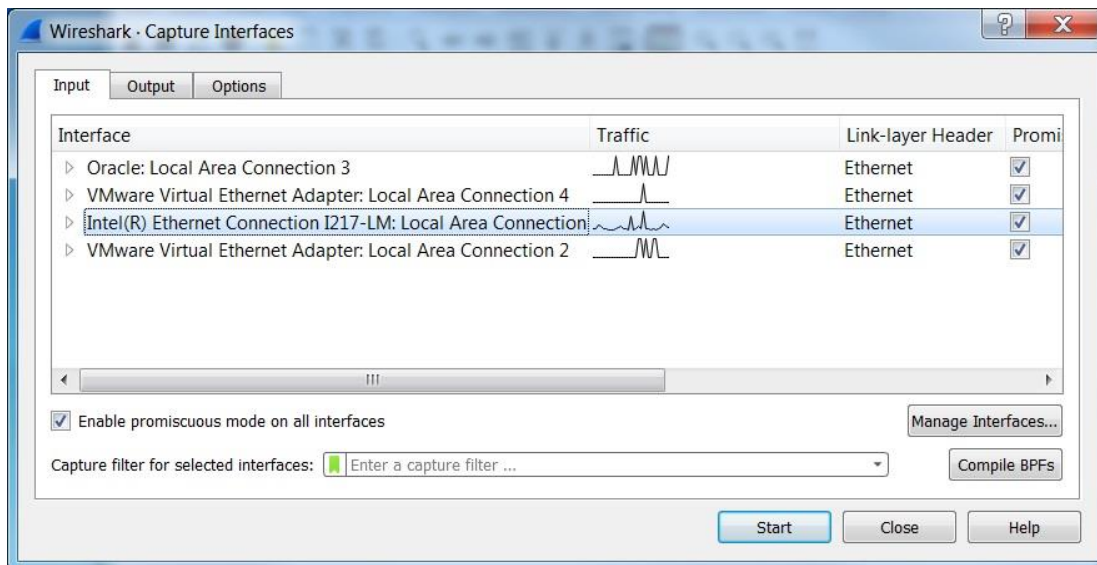 Wireshark · Capture Interfaces
Input Output Options
Interface Traffic Link-layer Header Promi
Oracle: Local Area Connection 3 Ethernet
VMware Virtual Ethernet Adapter: Local Area Connection 4 Ethernet
Intel(R) Ethernet Connection I217-LM: Local Area Connection Ethernet
VMware Virtual Ethernet Adapter: Local Area Connection 2 Ethernet
Enable promiscuous mode on all interfaces Manage Interfaces...
Capture filter for selected interfaces: Enter a capture filter ... Compile BPFs
Start Close Help